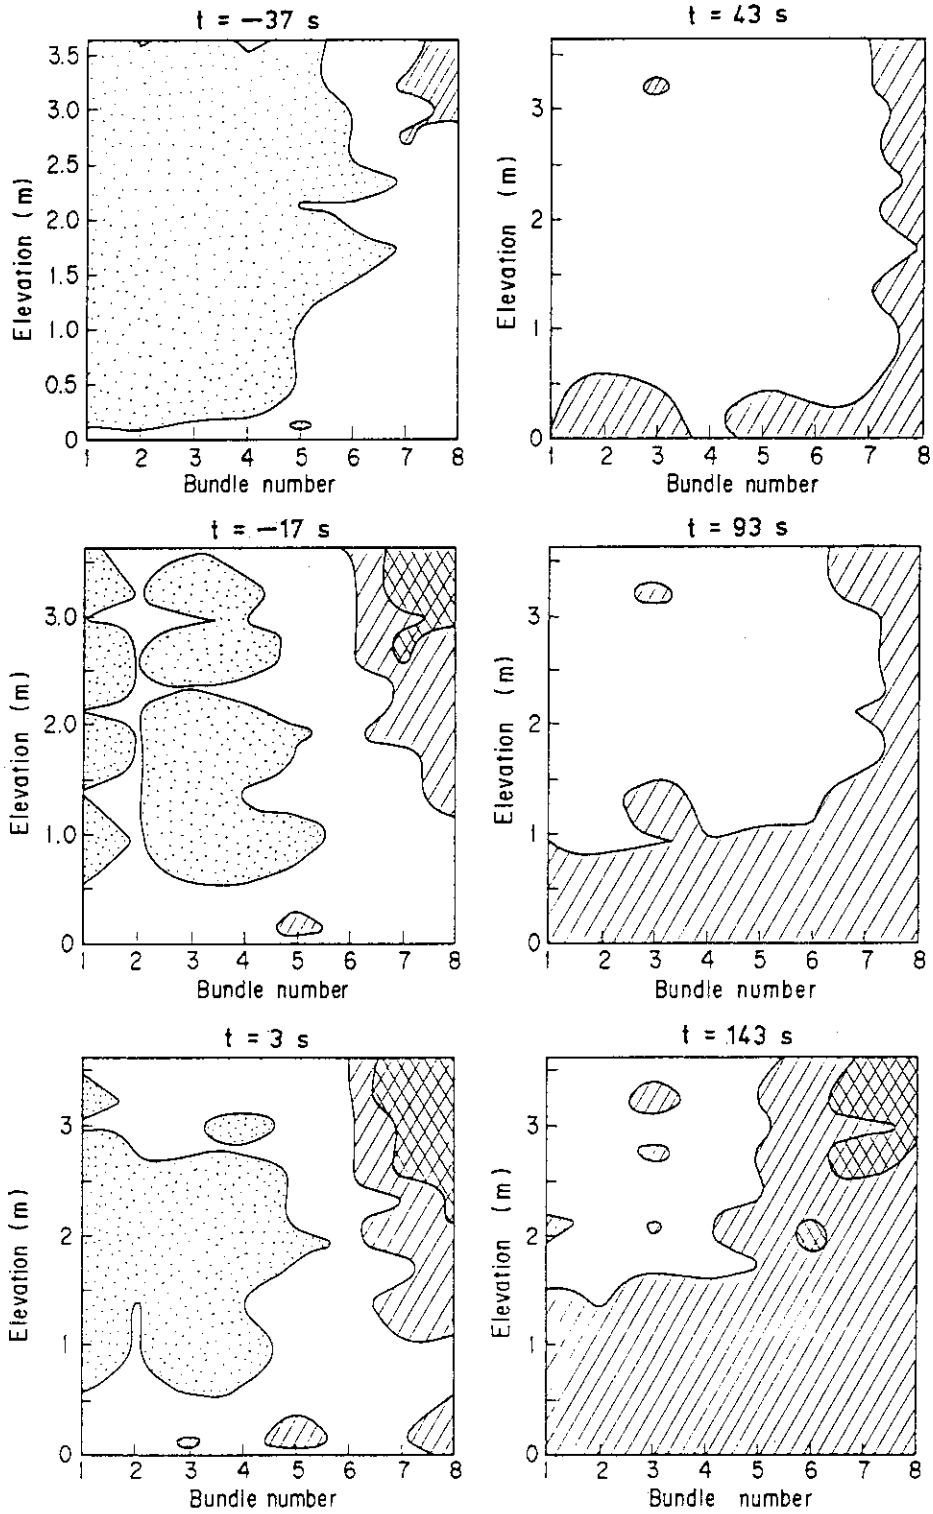 t = -37 s
3.5
3.0
2.5
2.0
1.5
1.0
0.5
0
Elevation (m)
1 2 3 4 5 6 7 8
Bundle number
t = 43 s
3
2
1
0
Elevation (m)
1 2 3 4 5 6 7 8
Bundle number
t = -17 s
3.0
2.0
1.0
0
Elevation (m)
1 2 3 4 5 6 7 8
Bundle number
t = 93 s
3
2
1
0
Elevation (m)
1 2 3 4 5 6 7 8
Bundle number
t = 3 s
3
2
1
0
Elevation (m)
1 2 3 4 5 6 7 8
Bundle number
t = 143 s
3
2
1
0
Elevation (m)
1 2 3 4 5 6 7 8
Bundle number